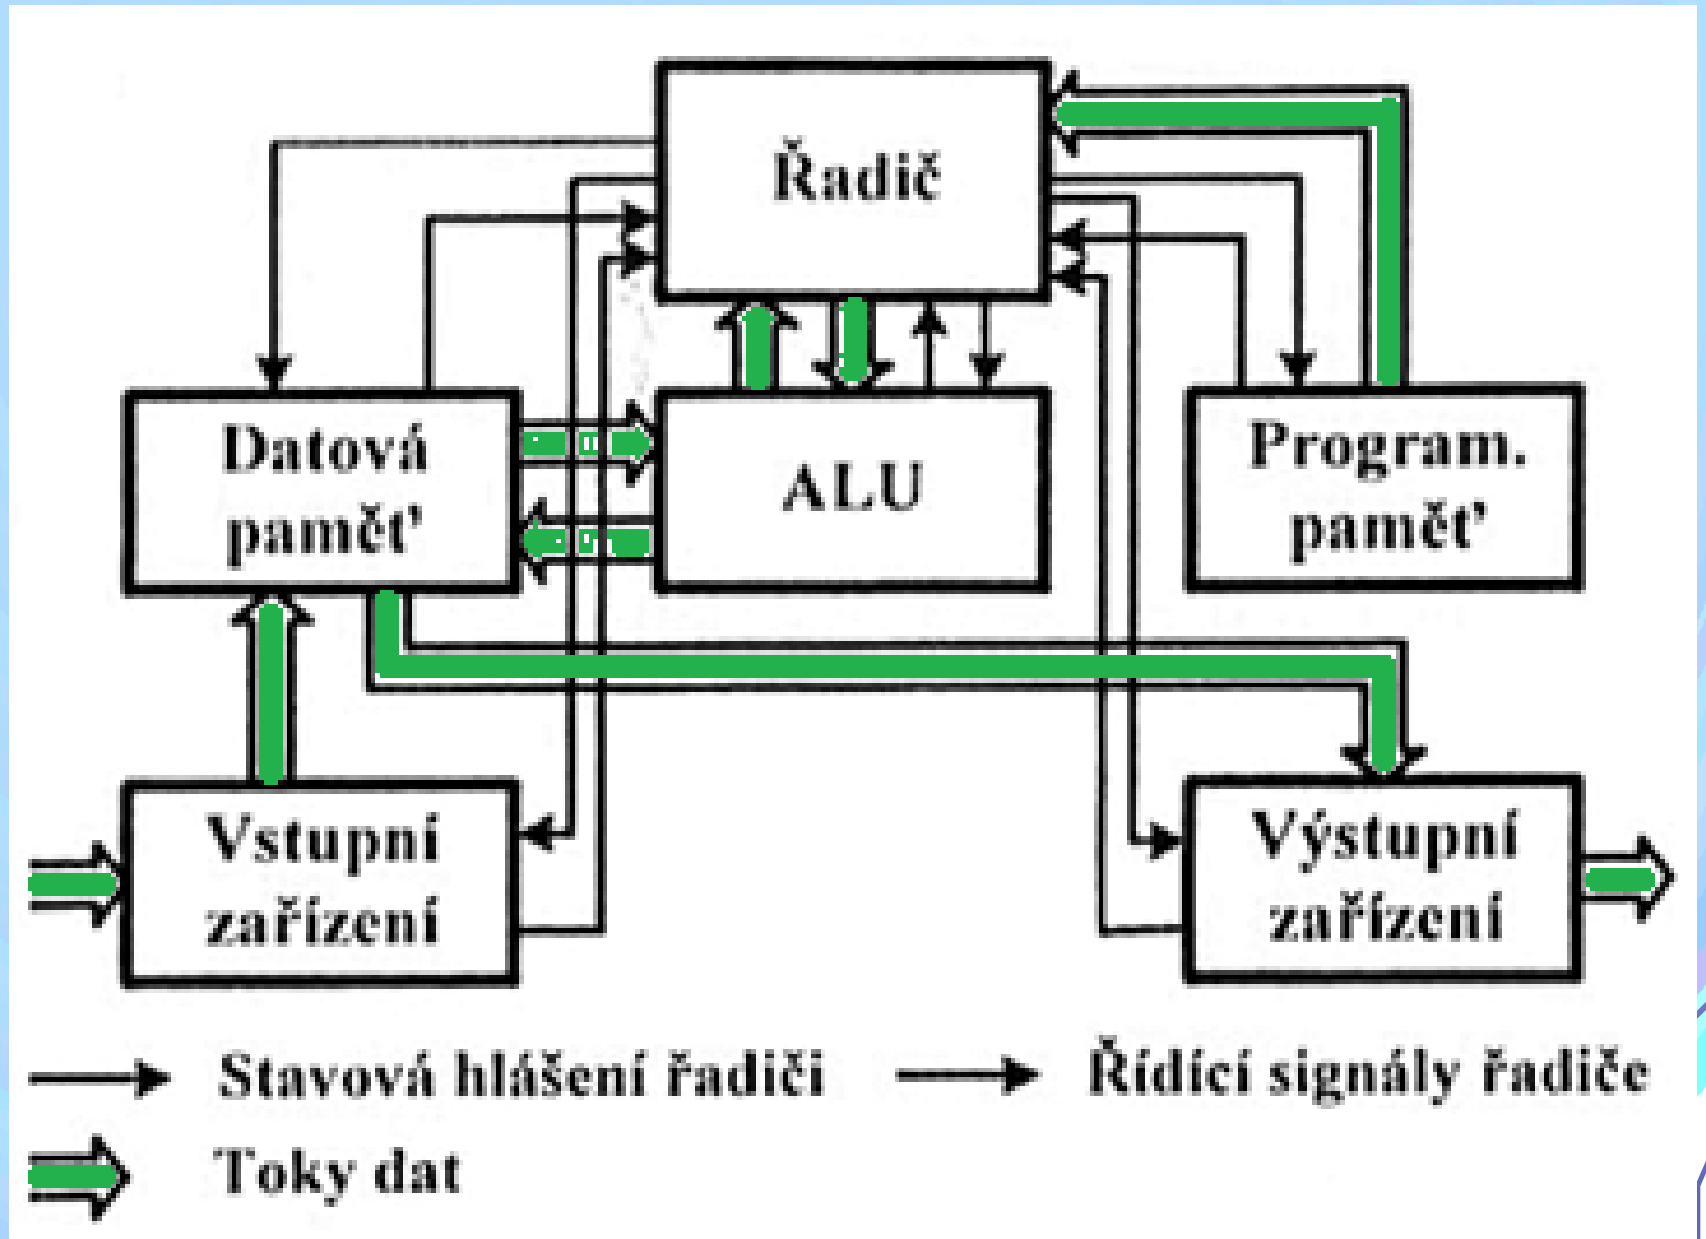 Řadič
Datová
paměť
ALU
Program.
paměť
Vstupní
zařízení
Výstupní
zařízení
Stavová hlášení řadiči
Řídící signály řadiče
Toky dat